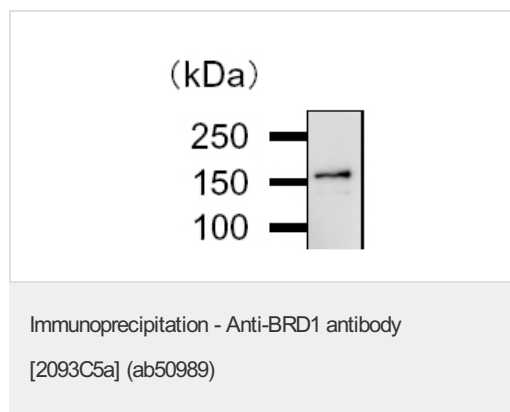 (kDa)
250
150
100
Immunoprecipitation - Anti-BRD1 antibody
[2093C5a] (ab50989)